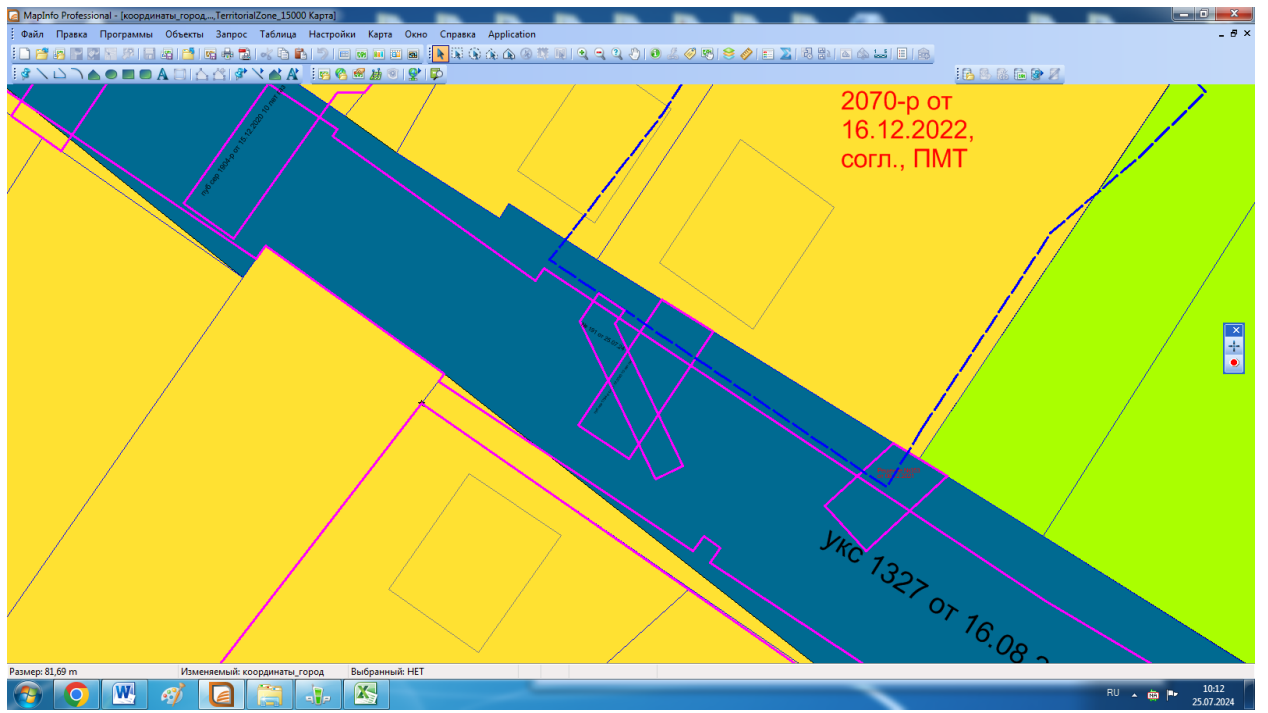 MapInfo Professional - [координаты_город,...,TerritorialZone_15000 Карта]
Файл Правка Программы Объекты Запрос Таблица Настройки Карта Окно Справка Application
2070-р от
16.12.2022,
согл., ПМТ
укс 1327 от 16.08.2
Размер: 81,69 m Изменяемый: координаты_город Выбранный: НЕТ
RU 10:12
25.07.2024